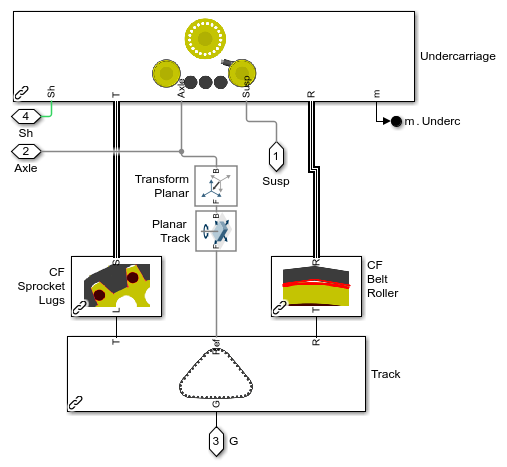 Undercarriage
Sh
T
Axle
Susp
R
m
4
Sh
m.Underc
2
Axle
1
Susp
B
Transform
Planar
F
B
Planar
Track
F
CF
Sprocket
Lugs
S
L
R
T
CF
Belt
Roller
T
Ref
R
Track
G
3
G